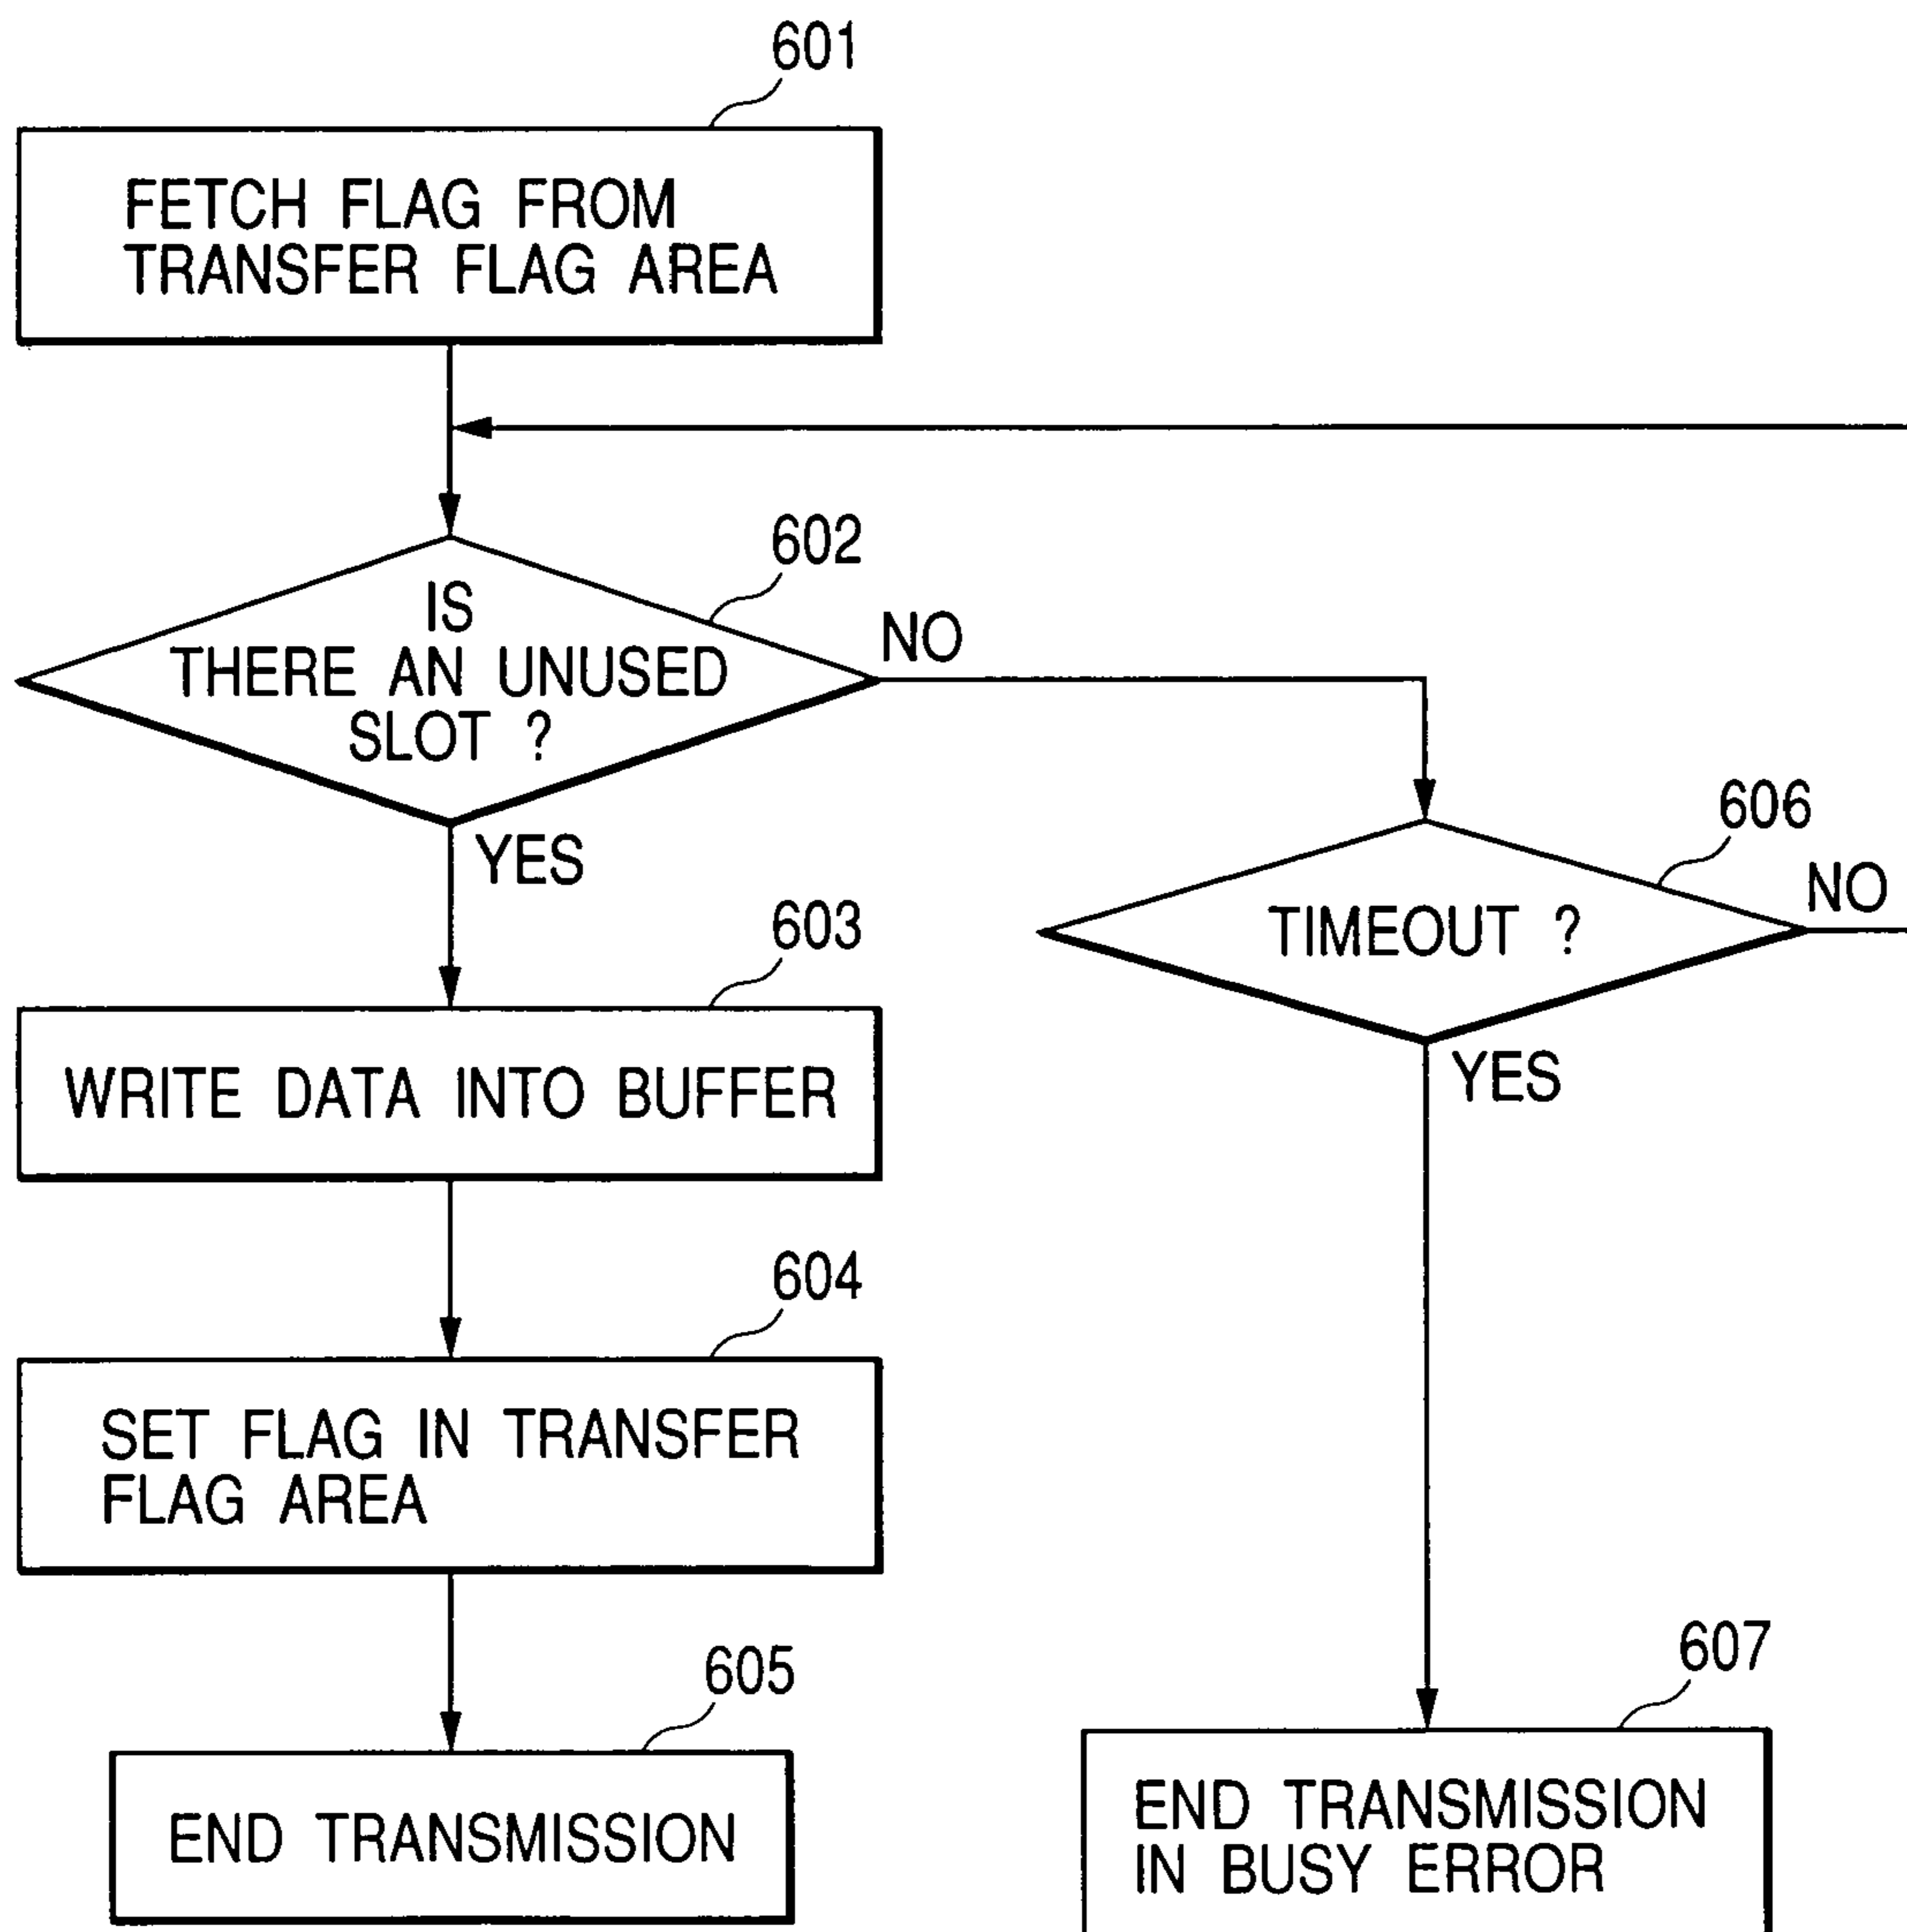 601
FETCH FLAG FROM
TRANSFER FLAG AREA
602
IS
THERE AN UNUSED
SLOT ?
NO
YES
606
TIMEOUT ?
NO
YES
603
WRITE DATA INTO BUFFER
604
SET FLAG IN TRANSFER
FLAG AREA
605
END TRANSMISSION
607
END TRANSMISSION
IN BUSY ERROR